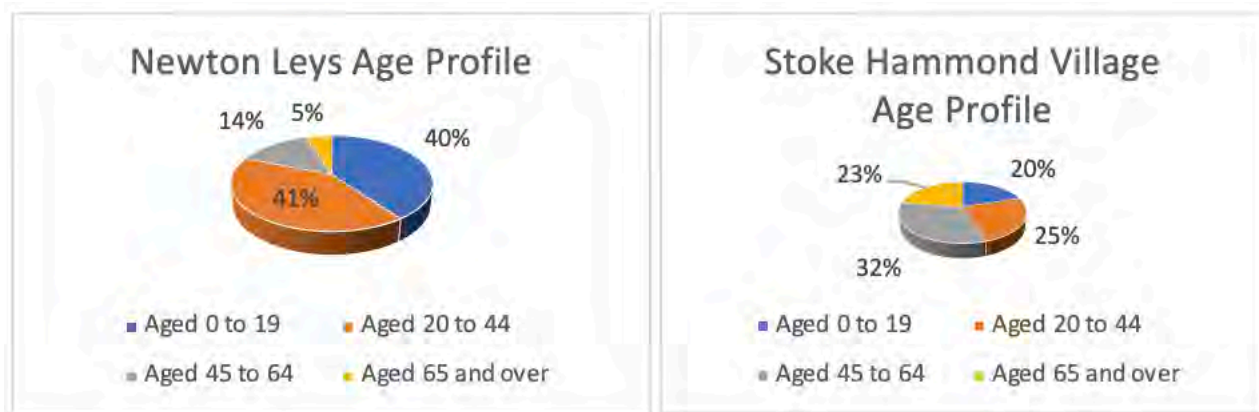 Newton Leys Age Profile
5%
14%
40%
41%
Aged 0 to 19
Aged 20 to 44
Aged 45 to 64
Aged 65 and over
Stoke Hammond Village
Age Profile
23%
20%
25%
32%
Aged 0 to 19
Aged 20 to 44
Aged 45 to 64
Aged 65 and over